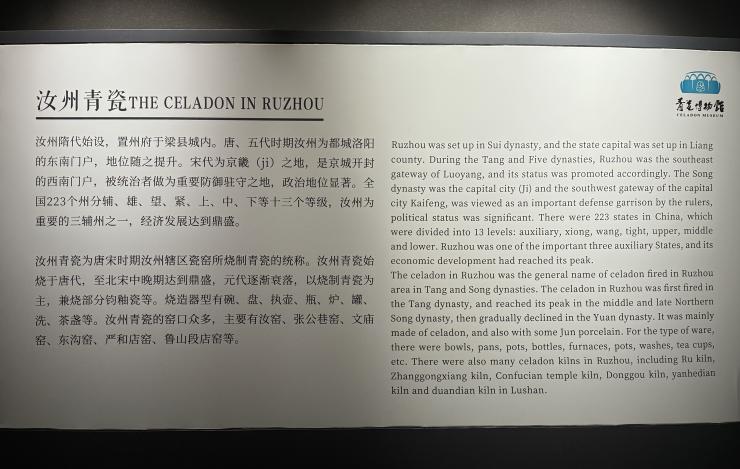 汝州青瓷THE CELADON IN RUZHOU
青瓷博物馆
CELADON MUSEUM
汝州隋代始设，置州府于梁县城内。唐、五代时期汝州为都城洛阳
的东南门户，地位随之提升。宋代为京畿（jī）之地，是京城开封
的西南门户，被统治者做为重要防御驻守之地，政治地位显著。全
国223个州分辅、雄、望、紧、上、中、下等十三个等级，汝州为
重要的三辅州之一，经济发展达到鼎盛。
汝州青瓷为唐宋时期汝州辖区瓷窑所烧制青瓷的统称。汝州青瓷始
烧于唐代，至北宋中晚期达到鼎盛，元代逐渐衰落，以烧制青瓷为
主，兼烧部分钧釉瓷等。烧造器型有碗、盘、执壶、瓶、炉、罐、
洗、茶盏等。汝州青瓷的窑口众多，主要有汝窑、张公巷窑、文庙
窑、东沟窑、严和店窑、鲁山段店窑等。
Ruzhou was set up in Sui dynasty, and the state capital was set up in Liang
county. During the Tang and Five dynasties, Ruzhou was the southeast
gateway of Luoyang, and its status was promoted accordingly. The Song
dynasty was the capital city (Ji) and the southwest gateway of the capital
city Kaifeng, was viewed as an important defense garrison by the rulers,
political status was significant. There were 223 states in China, which
were divided into 13 levels: auxiliary, xiong, wang, tight, upper, middle
and lower. Ruzhou was one of the important three auxiliary States, and its
economic development had reached its peak.
The celadon in Ruzhou was the general name of celadon fired in Ruzhou
area in Tang and Song dynasties. The celadon in Ruzhou was first fired in
the Tang dynasty, and reached its peak in the middle and late Northern
Song dynasty, then gradually declined in the Yuan dynasty. It was mainly
made of celadon, and also with some Jun porcelain. For the type of ware,
there were bowls, pans, pots, bottles, furnaces, pots, washes, tea cups,
etc. There were also many celadon kilns in Ruzhou, including Ru kiln,
Zhanggongxiang kiln, Confucian temple kiln, Donggou kiln, yanhedian
kiln and duandian kiln in Lushan.